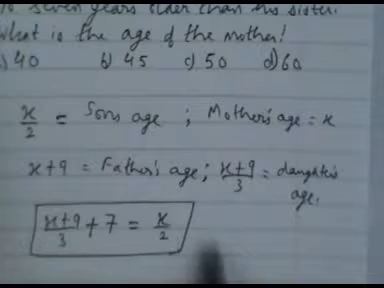 is seven years older than his sister.
What is the age of the mother?
a) 40 b) 45 c) 50 d) 60
x/2 = Son's age ; Mother's age = x
x+9 = Father's age ; x+9/3 = daughter's
age.
x+9/3 + 7 = x/2